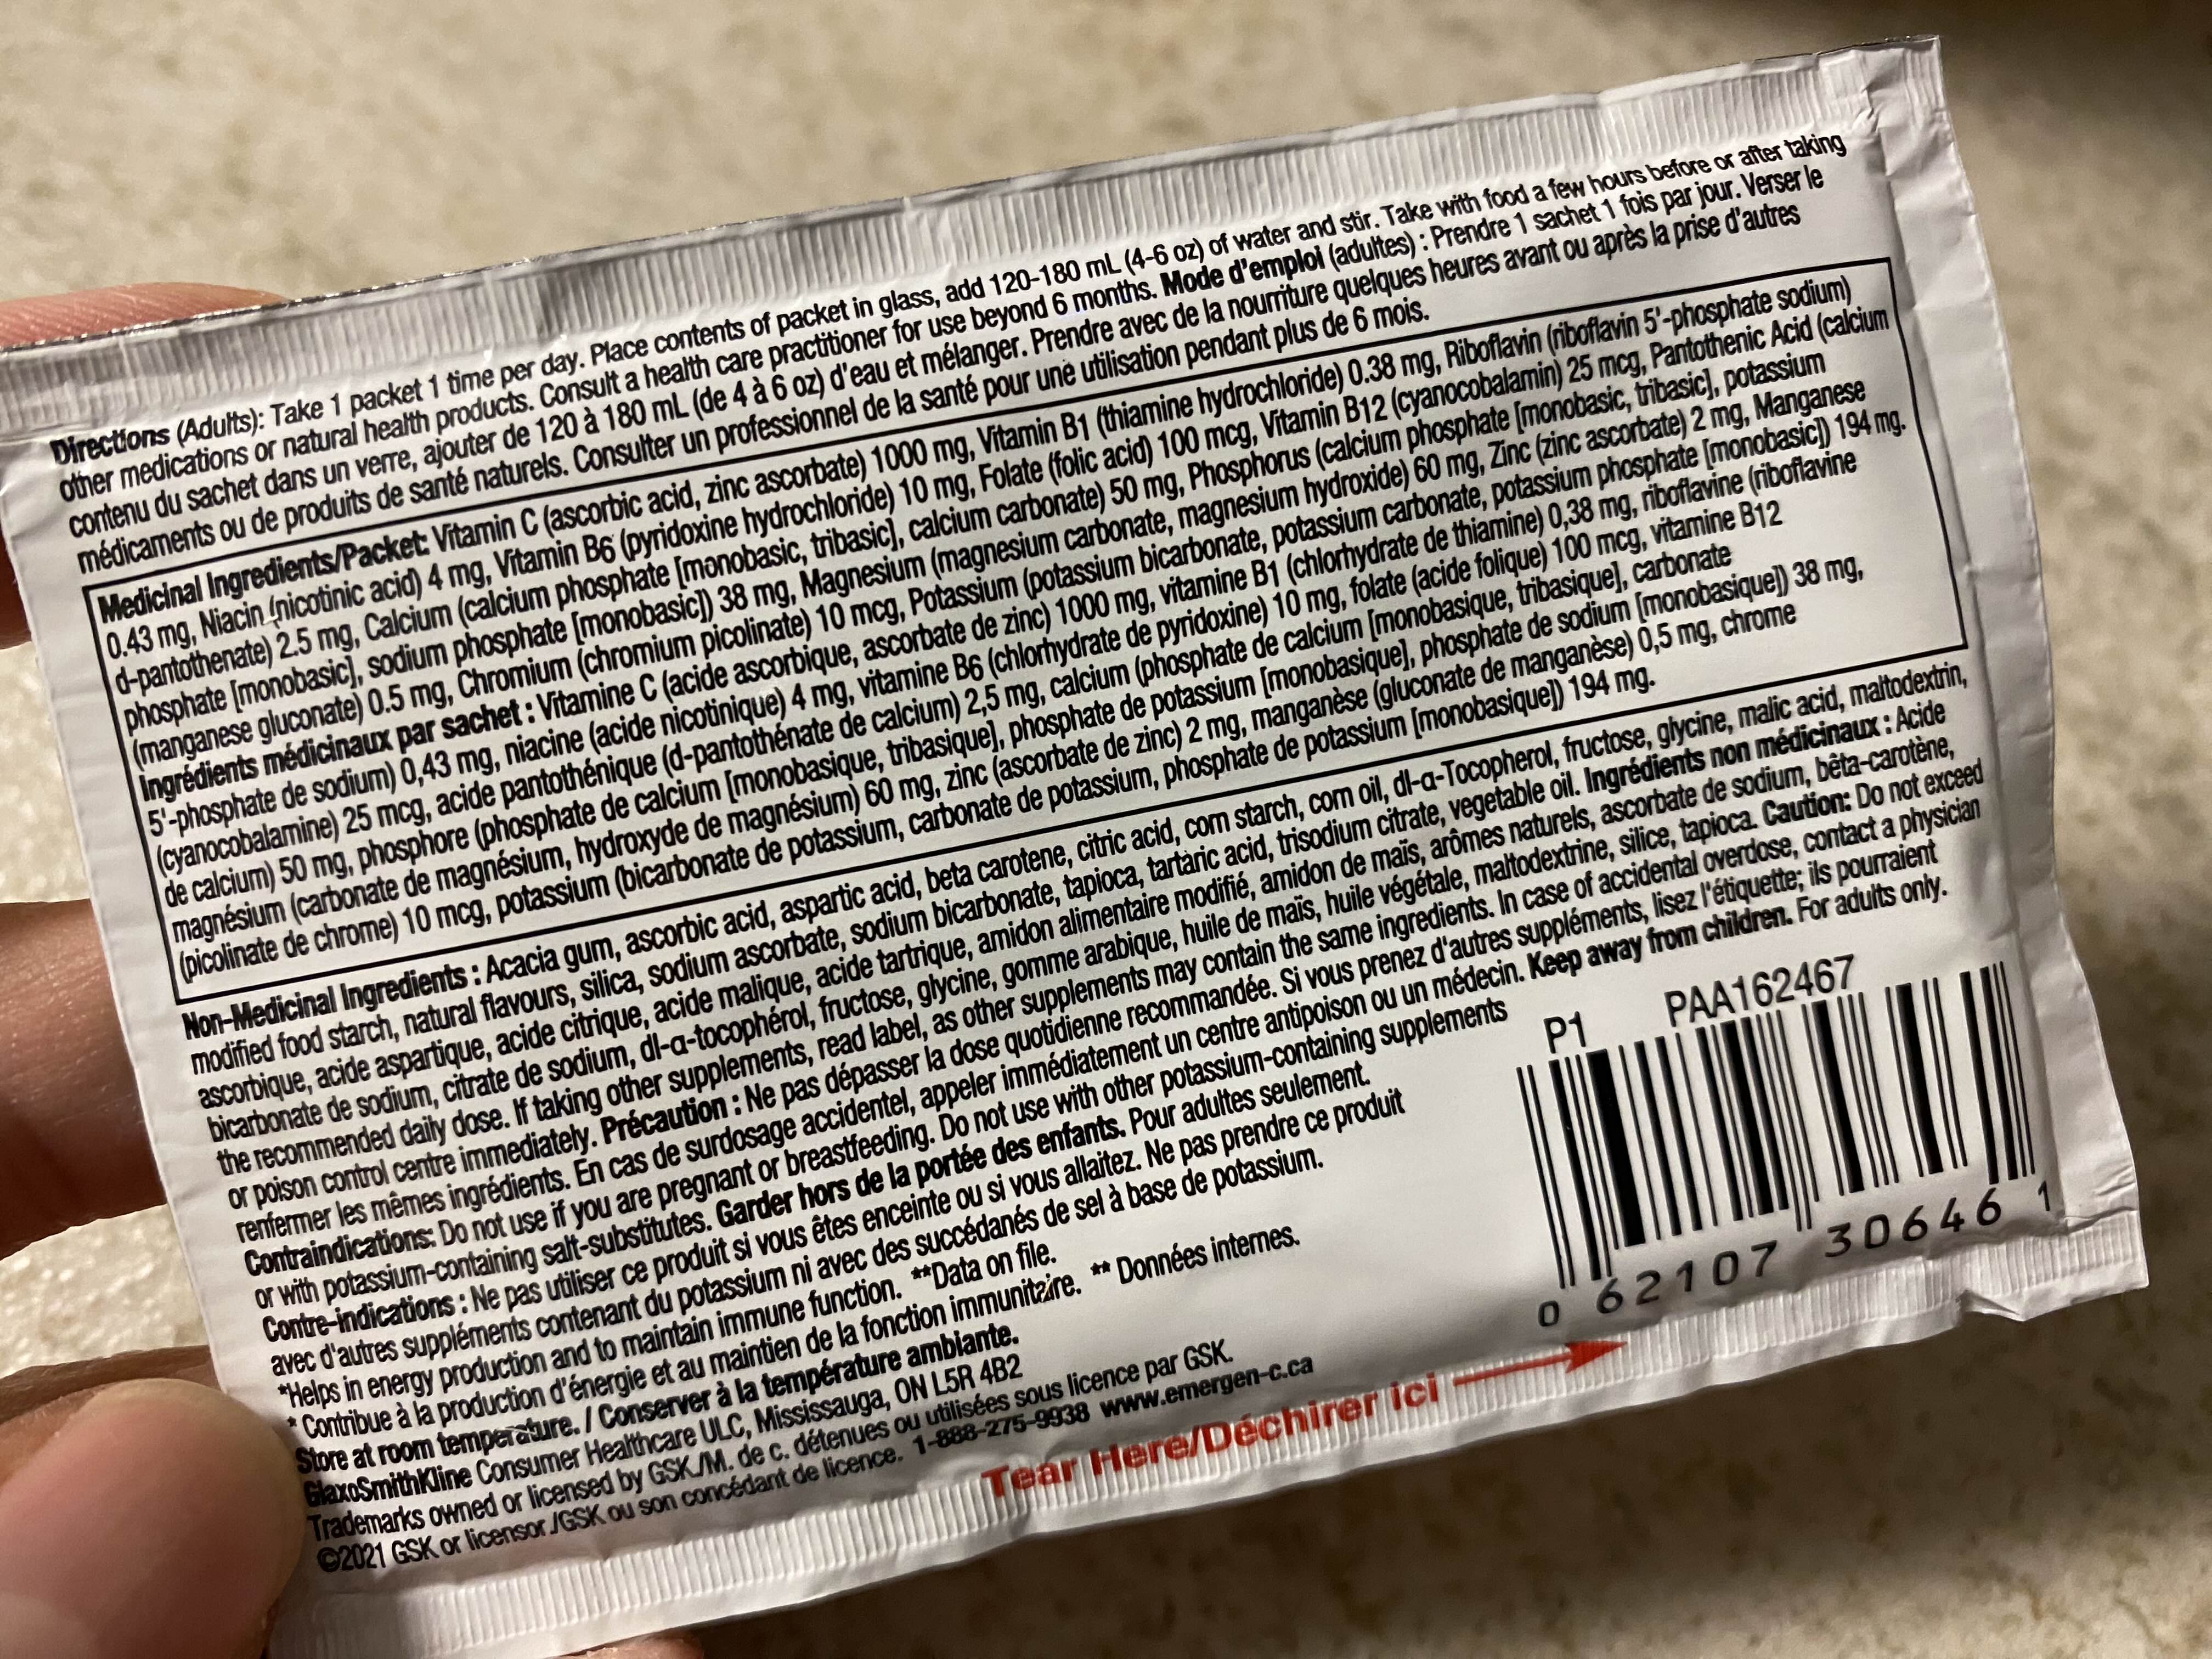 Directions (Adults): Take 1 packet 1 time per day. Place contents of packet in glass, add 120-180 mL (4-6 oz) of water and stir. Take with food a few hours before or after taking
other medications or natural health products. Consult a health care practitioner for use beyond 6 months. Mode d'emploi (adultes) : Prendre 1 sachet 1 fois par jour. Verser le
contenu du sachet dans un verre, ajouter de 120 à 180 mL (de 4 à 6 oz) d'eau et mélanger. Prendre avec de la nourriture quelques heures avant ou après la prise d'autres
médicaments ou de produits de santé naturels. Consulter un professionnel de la santé pour une utilisation pendant plus de 6 mois.
Medicinal Ingredients/Packet: Vitamin C (ascorbic acid, zinc ascorbate) 1000 mg, Vitamin B1 (thiamine hydrochloride) 0.38 mg, Riboflavin (riboflavin 5'-phosphate sodium)
0.43 mg, Niacin (nicotinic acid) 4 mg, Vitamin B6 (pyridoxine hydrochloride) 10 mg, Folate (folic acid) 100 mcg, Vitamin B12 (cyanocobalamin) 25 mcg, Pantothenic Acid (calcium
d-pantothenate) 2.5 mg, Calcium (calcium phosphate [monobasic, tribasic], calcium carbonate) 50 mg, Phosphorus (calcium phosphate [monobasic, tribasic], potassium
phosphate [monobasic], sodium phosphate [monobasic]) 38 mg, Magnesium (magnesium carbonate, magnesium hydroxide) 60 mg, Zinc (zinc ascorbate) 2 mg, Manganese
(manganese gluconate) 0.5 mg, Chromium (chromium picolinate) 10 mcg, Potassium (potassium bicarbonate, potassium carbonate, potassium phosphate [monobasic]) 194 mg.
Ingrédients médicinaux par sachet : Vitamine C (acide ascorbique, ascorbate de zinc) 1000 mg, vitamine B1 (chlorhydrate de thiamine) 0,38 mg, riboflavine (riboflavine
5'-phosphate de sodium) 0,43 mg, niacine (acide nicotinique) 4 mg, vitamine B6 (chlorhydrate de pyridoxine) 10 mg, folate (acide folique) 100 mcg, vitamine B12
(cyanocobalamine) 25 mcg, acide pantothénique (d-pantothénate de calcium) 2,5 mg, calcium (phosphate de calcium [monobasique, tribasique], carbonate
de calcium) 50 mg, phosphore (phosphate de calcium [monobasique, tribasique], phosphate de potassium [monobasique], phosphate de sodium [monobasique]) 38 mg,
magnésium (carbonate de magnésium, hydroxyde de magnésium) 60 mg, zinc (ascorbate de zinc) 2 mg, manganèse (gluconate de manganèse) 0,5 mg, chrome
(picolinate de chrome) 10 mcg, potassium (bicarbonate de potassium, carbonate de potassium, phosphate de potassium [monobasique]) 194 mg.
Non-Medicinal Ingredients : Acacia gum, ascorbic acid, aspartic acid, beta carotene, citric acid, corn starch, corn oil, dl-α-Tocopherol, fructose, glycine, malic acid, maltodextrin,
modified food starch, natural flavours, silica, sodium ascorbate, sodium bicarbonate, tapioca, tartaric acid, trisodium citrate, vegetable oil. Ingrédients non médicinaux : Acide
ascorbique, acide aspartique, acide citrique, acide malique, acide tartrique, amidon alimentaire modifié, amidon de maïs, arômes naturels, ascorbate de sodium, bêta-carotène,
bicarbonate de sodium, citrate de sodium, dl-α-tocophérol, fructose, glycine, gomme arabique, huile de maïs, huile végétale, maltodextrine, silice, tapioca. Caution: Do not exceed
the recommended daily dose. If taking other supplements, read label, as other supplements may contain the same ingredients. In case of accidental overdose, contact a physician
or poison control centre immediately. Précaution : Ne pas dépasser la dose quotidienne recommandée. Si vous prenez d'autres suppléments, lisez l'étiquette; ils pourraient
renfermer les mêmes ingrédients. En cas de surdosage accidentel, appeler immédiatement un centre antipoison ou un médecin. Keep away from children. For adults only.
Contraindications: Do not use if you are pregnant or breastfeeding. Do not use with other potassium-containing supplements
or with potassium-containing salt-substitutes. Garder hors de la portée des enfants. Pour adultes seulement.
Contre-indications : Ne pas utiliser ce produit si vous êtes enceinte ou si vous allaitez. Ne pas prendre ce produit
avec d'autres suppléments contenant du potassium ni avec des succédanés de sel à base de potassium.
*Helps in energy production and to maintain immune function. **Data on file.
* Contribue à la production d'énergie et au maintien de la fonction immunitaire. ** Données internes.
Store at room temperature. / Conserver à la température ambiante.
GlaxoSmithKline Consumer Healthcare ULC, Mississauga, ON L5R 4B2
Trademarks owned or licensed by GSK/M. de c. détenues ou utilisées sous licence par GSK.
©2021 GSK or licensor /GSK ou son concédant de licence. 1-888-275-9938 www.emergen-c.ca
P1 PAA162467
0 62107 30646 1
Tear Here/Déchirer ici